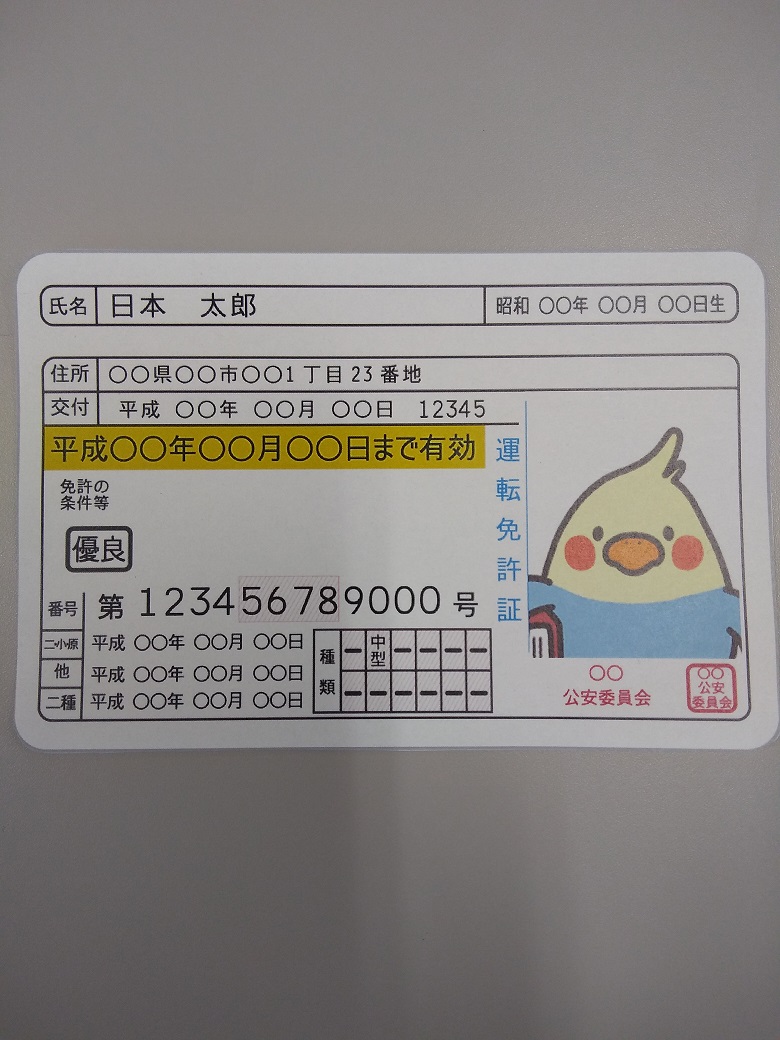 氏名 日本 太郎 昭和 〇〇年 〇〇月 〇〇日生
住所 〇〇県〇〇市〇〇1丁目23番地
交付 平成 〇〇年 〇〇月 〇〇日 12345
平成〇〇年〇〇月〇〇日まで有効
免許の
条件等
優良
番号 第 123456789000 号
二・小・原 平成 〇〇年 〇〇月 〇〇日
他 平成 〇〇年 〇〇月 〇〇日
二種 平成 〇〇年 〇〇月 〇〇日
種類 ー 中型 ー ー ー ー
ー ー ー ー ー ー
運転免許証
〇〇
公安委員会
〇〇
公安
委員会